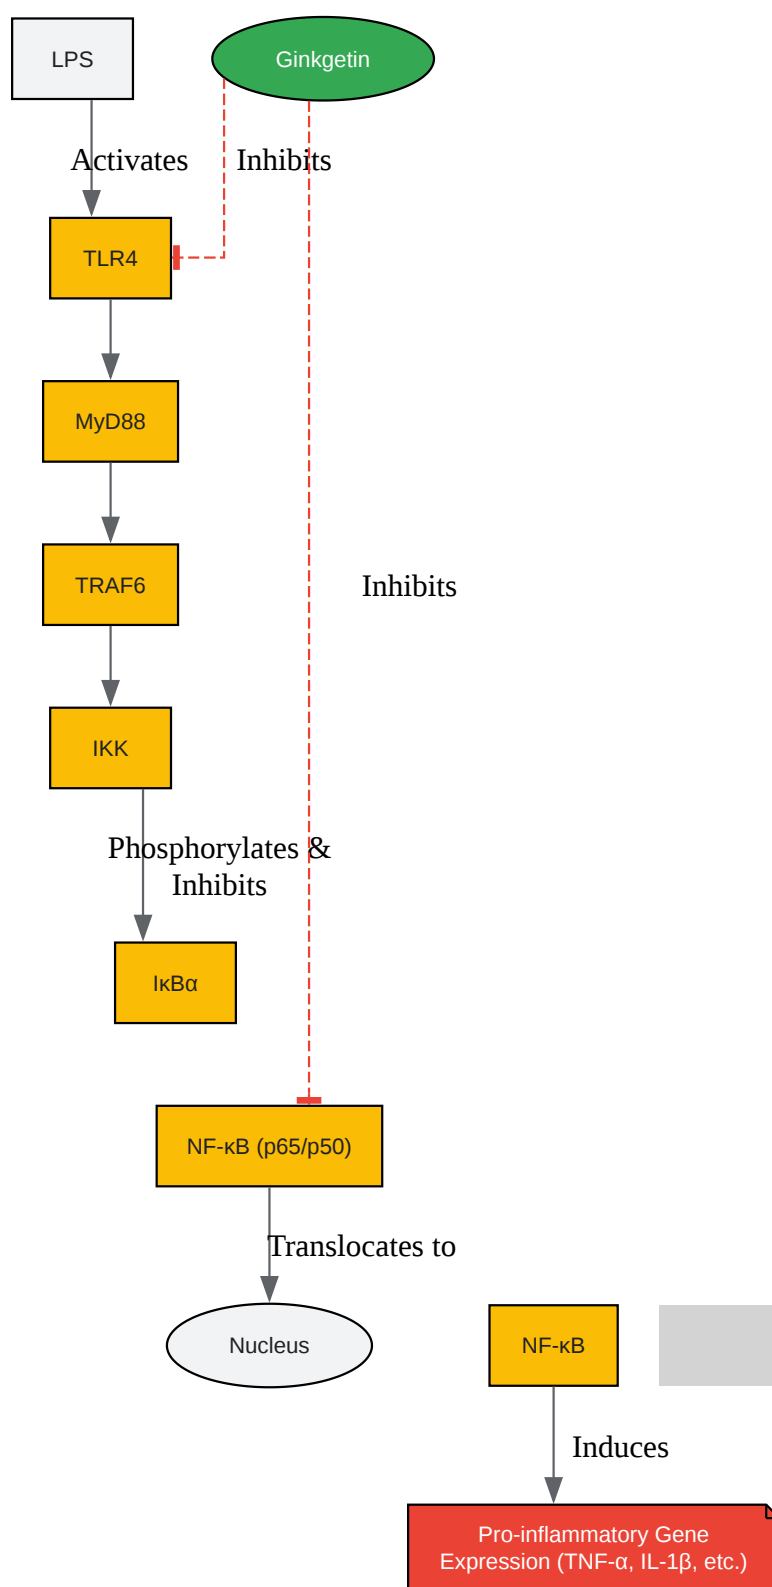 LPS
Ginkgetin
Activates
Inhibits
TLR4
MyD88
TRAF6
Inhibits
IKK
Phosphorylates &
Inhibits
IκBα
NF-κB (p65/p50)
Translocates to
Nucleus
NF-κB
Induces
Pro-inflammatory Gene
Expression (TNF-α, IL-1β, etc.)